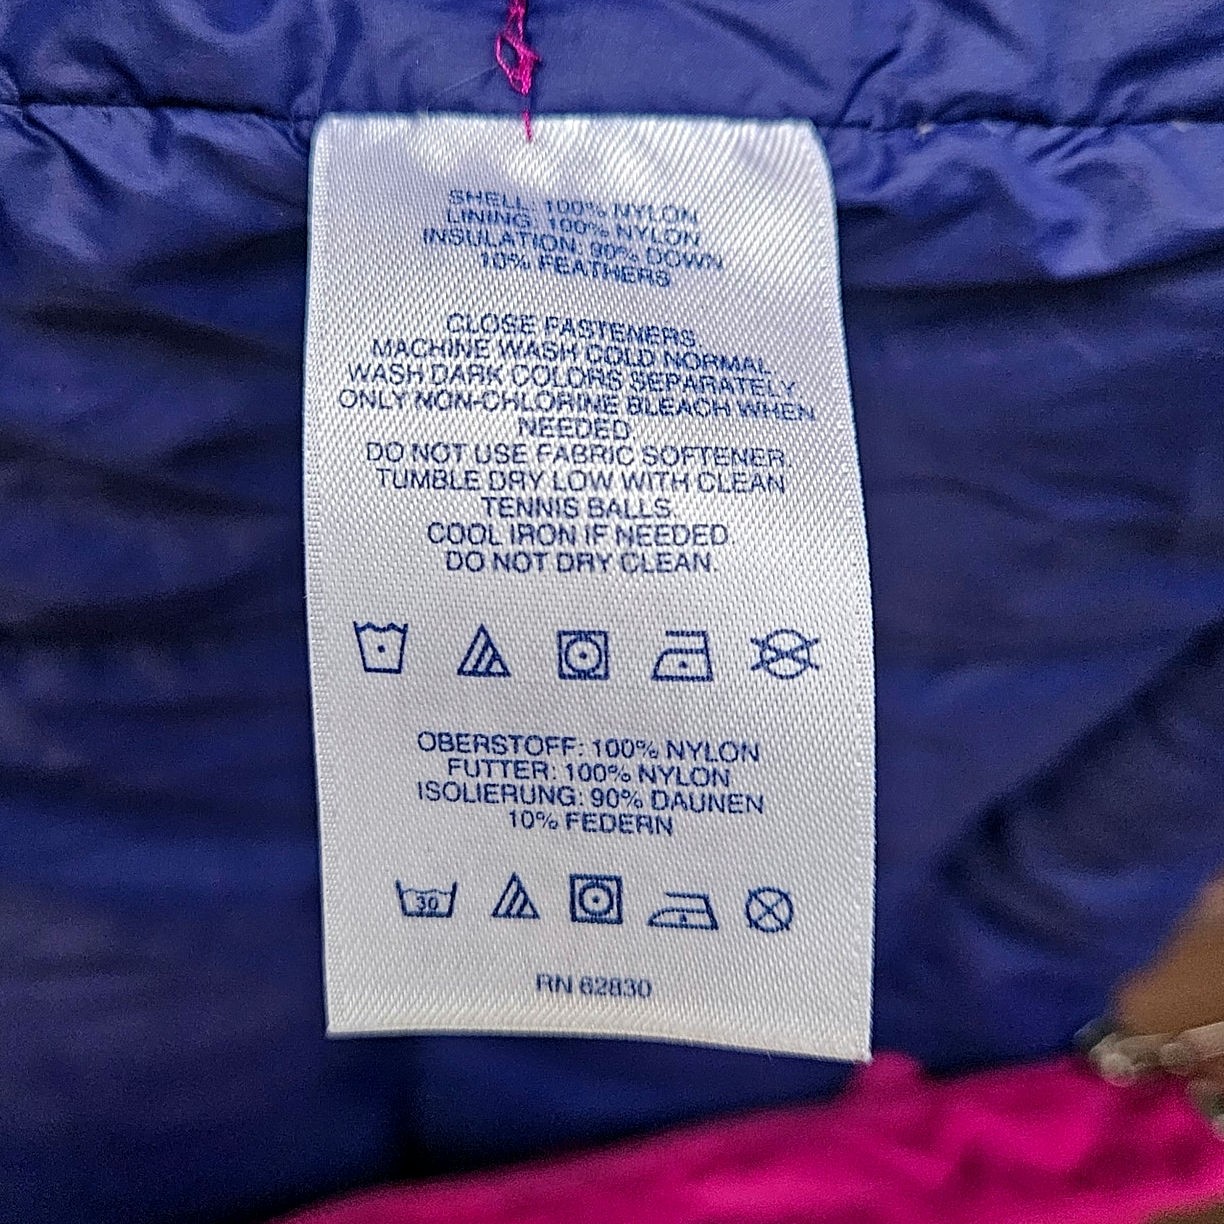 SHELL: 100% NYLON
LINING: 100% NYLON
INSULATION: 90% DOWN
10% FEATHERS
CLOSE FASTENERS.
MACHINE WASH COLD NORMAL
WASH DARK COLORS SEPARATELY.
ONLY NON-CHLORINE BLEACH WHEN
NEEDED.
DO NOT USE FABRIC SOFTENER.
TUMBLE DRY LOW WITH CLEAN
TENNIS BALLS.
COOL IRON IF NEEDED
DO NOT DRY CLEAN.
OBERSTOFF: 100% NYLON
FUTTER: 100% NYLON
ISOLIERUNG: 90% DAUNEN
10% FEDERN
30
RN 62830